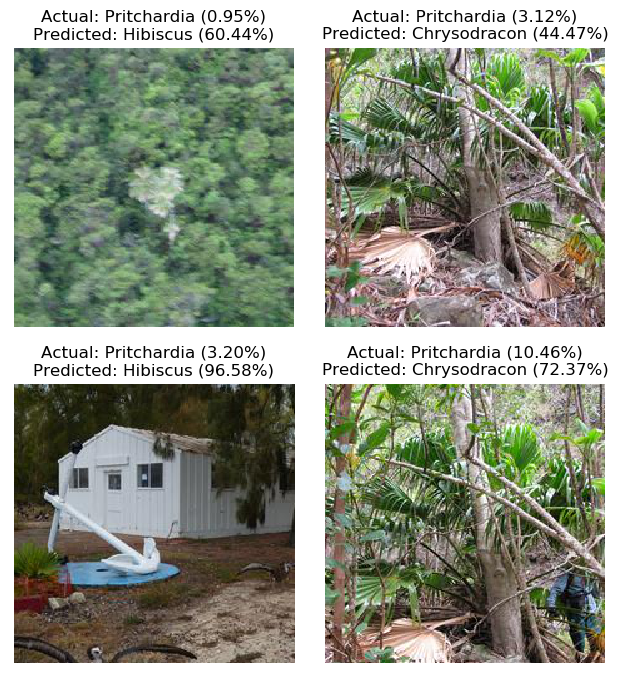 Actual: Pritchardia (0.95%)
Predicted: Hibiscus (60.44%)
Actual: Pritchardia (3.12%)
Predicted: Chrysodracon (44.47%)
Actual: Pritchardia (3.20%)
Predicted: Hibiscus (96.58%)
Actual: Pritchardia (10.46%)
Predicted: Chrysodracon (72.37%)